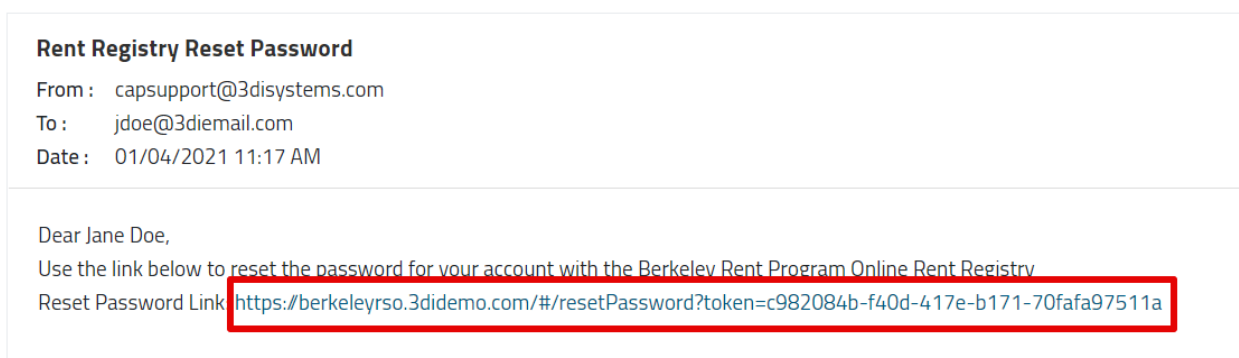 Rent Registry Reset Password
From : capsupport@3disystems.com
To : jdoe@3diemail.com
Date : 01/04/2021 11:17 AM
Dear Jane Doe,
Use the link below to reset the password for your account with the Berkeley Rent Program Online Rent Registry
Reset Password Link: https://berkeleyrso.3didemo.com/#/resetPassword?token=c982084b-f40d-417e-b171-70fafa97511a